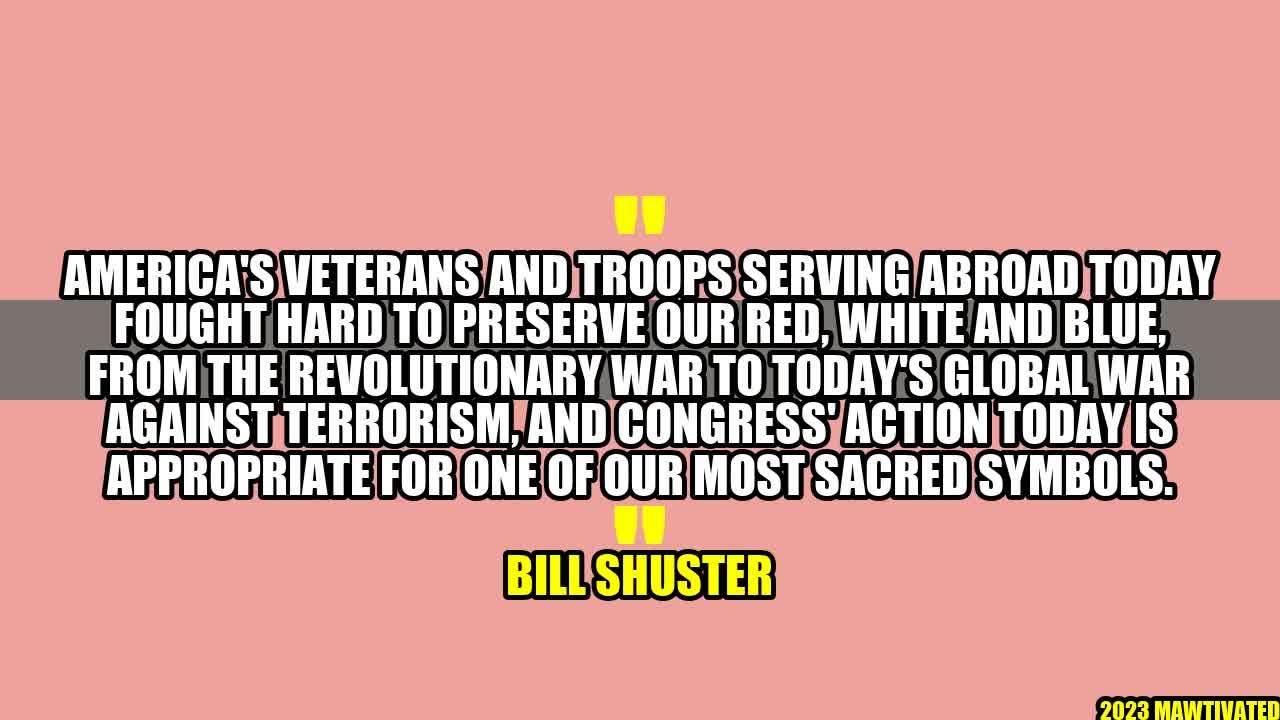 "
AMERICA'S VETERANS AND TROOPS SERVING ABROAD TODAY
FOUGHT HARD TO PRESERVE OUR RED, WHITE AND BLUE,
FROM THE REVOLUTIONARY WAR TO TODAY'S GLOBAL WAR
AGAINST TERRORISM, AND CONGRESS' ACTION TODAY IS
APPROPRIATE FOR ONE OF OUR MOST SACRED SYMBOLS.
"
BILL SHUSTER
2023 MAWTIVATED